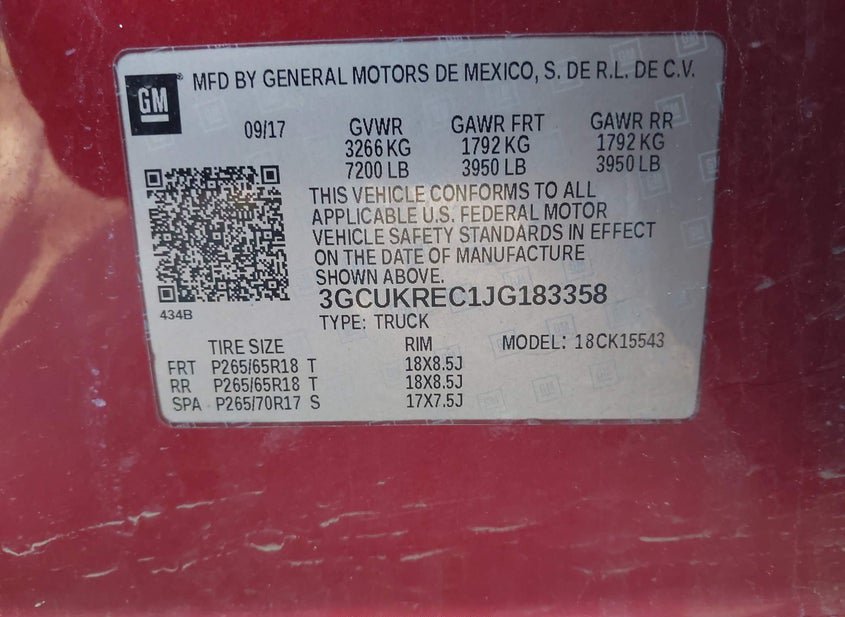 GM
MFD BY GENERAL MOTORS DE MEXICO, S. DE R.L. DE C.V.
09/17 GVWR GAWR FRT GAWR RR
3266 KG 1792 KG 1792 KG
7200 LB 3950 LB 3950 LB
THIS VEHICLE CONFORMS TO ALL
APPLICABLE U.S. FEDERAL MOTOR
VEHICLE SAFETY STANDARDS IN EFFECT
ON THE DATE OF MANUFACTURE
SHOWN ABOVE.
3GCUKREC1JG183358
434B
TYPE: TRUCK
TIRE SIZE RIM MODEL: 18CK15543
FRT P265/65R18 T 18X8.5J
RR P265/65R18 T 18X8.5J
SPA P265/70R17 S 17X7.5J